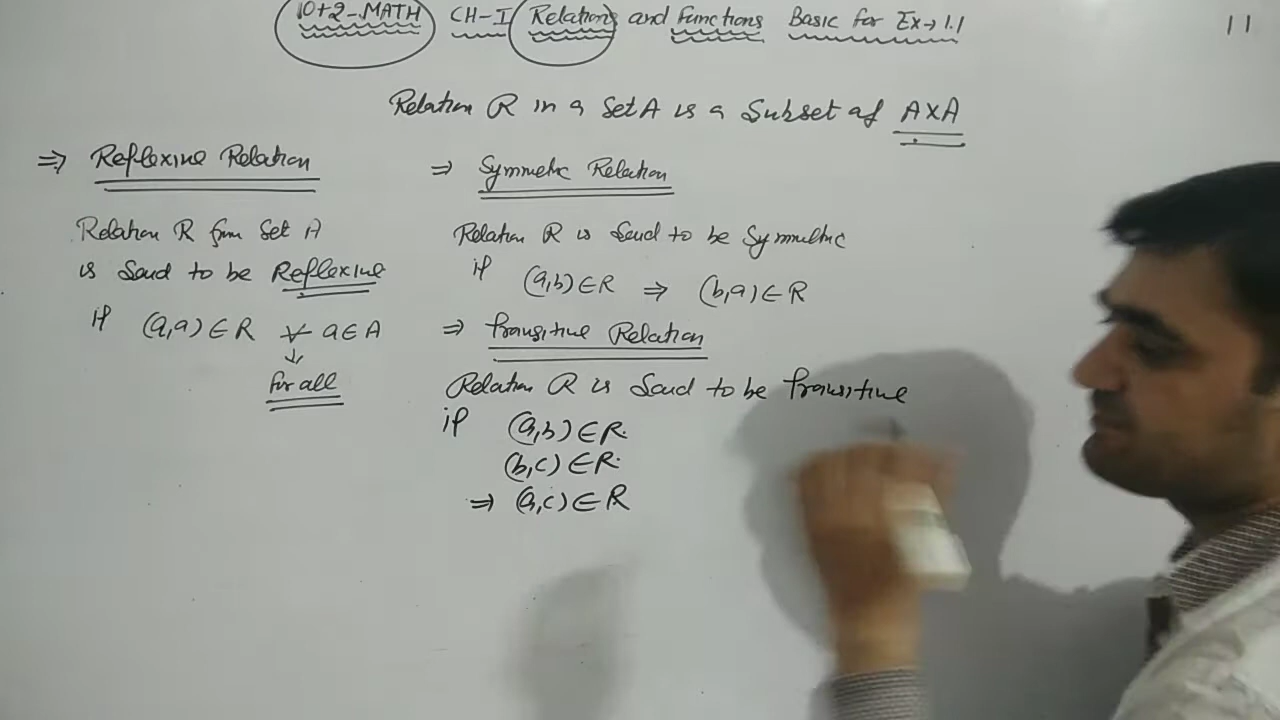 10+2-MATH CH-I Relations and Functions Basic for Ex→1.1
11
Relation R in a Set A is a Subset of A×A
⇒ Reflexive Relation
Relation R from Set A
is Said to be Reflexive
if (a,a) ∈ R ∀ a ∈ A
↓
for all
⇒ Symmetric Relation
Relation R is Said to be Symmetric
if (a,b) ∈ R ⇒ (b,a) ∈ R
⇒ Transitive Relation
Relation R is Said to be Transitive
if (a,b) ∈ R.
(b,c) ∈ R.
⇒ (a,c) ∈ R